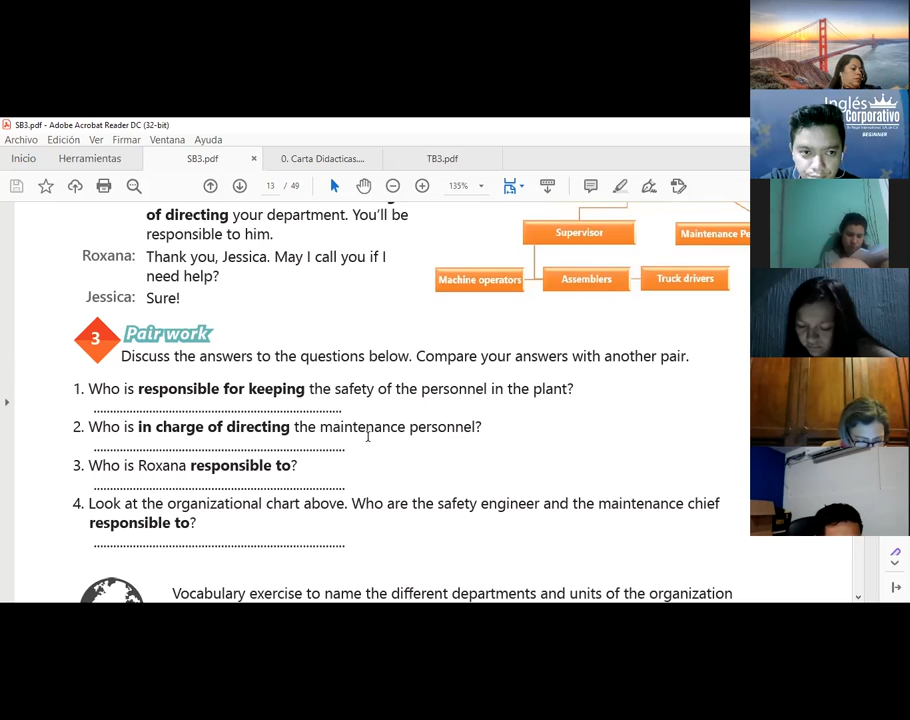 SB3.pdf - Adobe Acrobat Reader DC (32-bit)
Archivo Edición Ver Firmar Ventana Ayuda
Inicio Herramientas SB3.pdf × 0. Carta Didacticas.... TB3.pdf
13 / 49 135%
of directing your department. You'll be
responsible to him.
Roxana: Thank you, Jessica. May I call you if I
need help?
Jessica: Sure!
Supervisor Maintenance Pe
Machine operators Assemblers Truck drivers
3 Pair work
Discuss the answers to the questions below. Compare your answers with another pair.
1. Who is responsible for keeping the safety of the personnel in the plant?
2. Who is in charge of directing the maintenance personnel?
3. Who is Roxana responsible to?
4. Look at the organizational chart above. Who are the safety engineer and the maintenance chief
responsible to?
Vocabulary exercise to name the different departments and units of the organization
Inglés
Corporativo
BEGINNER